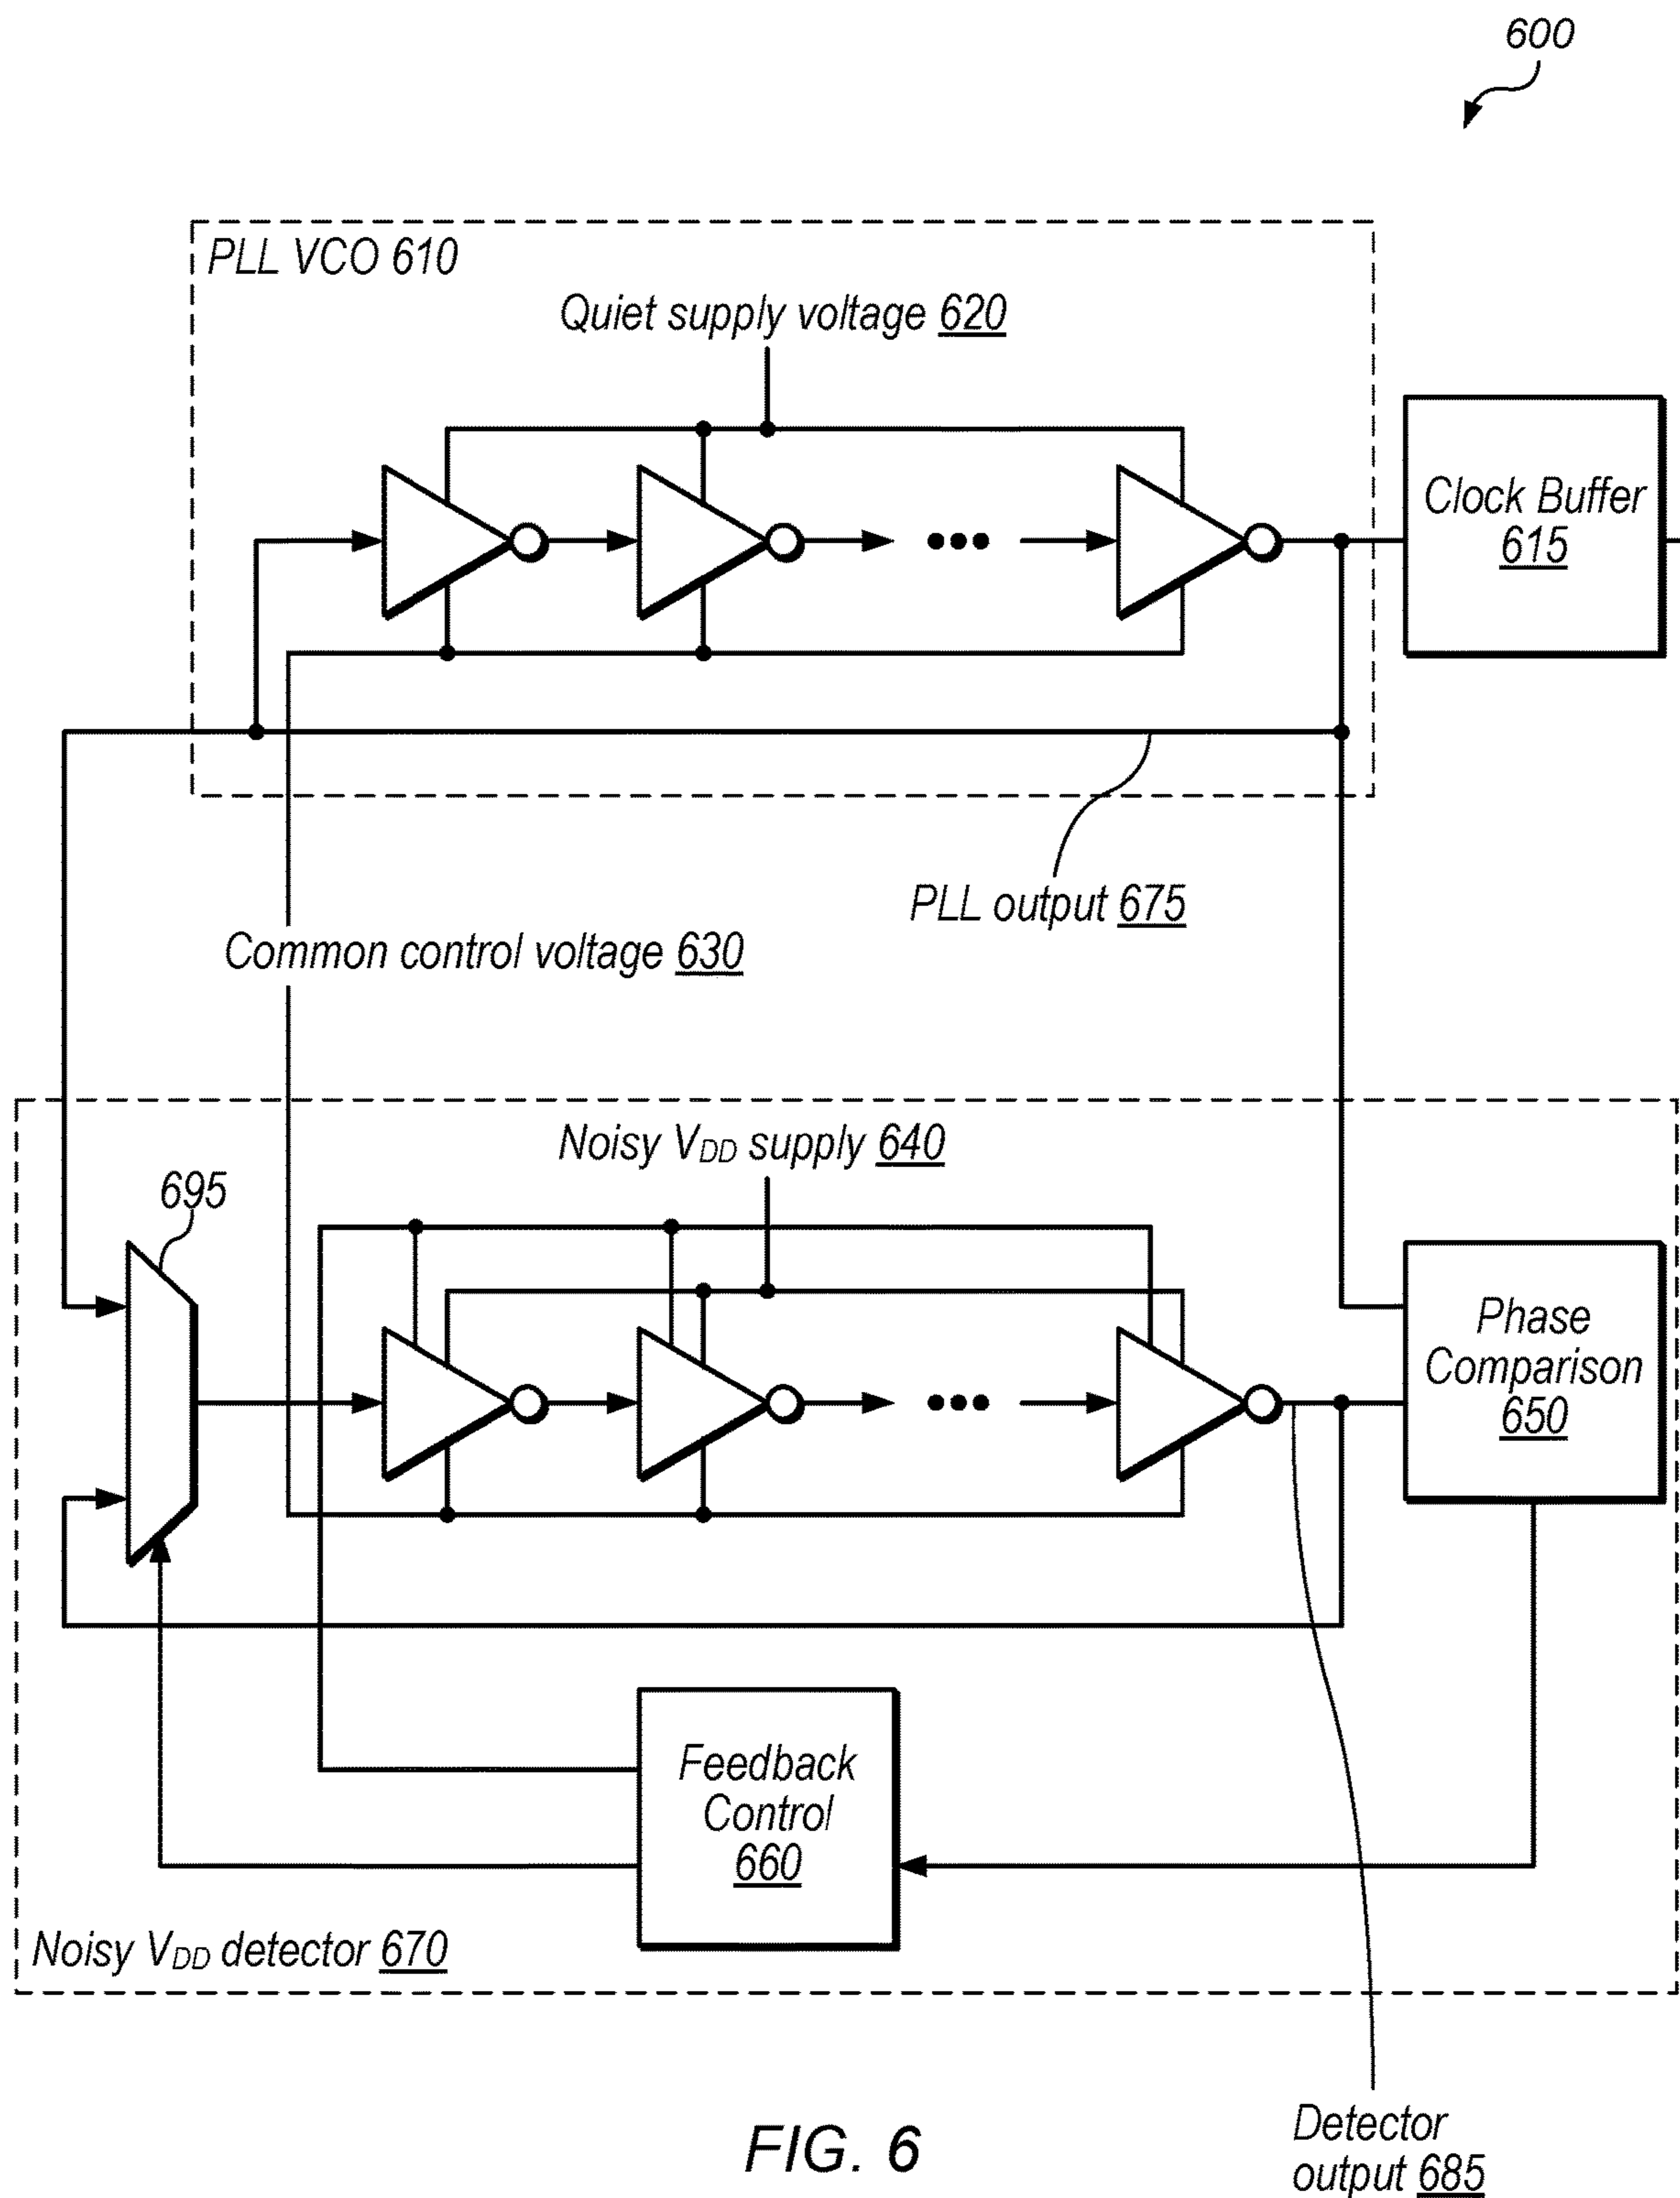 600
PLL VCO 610
Quiet supply voltage 620
Clock Buffer
615
PLL output 675
Common control voltage 630
Noisy VDD supply 640
695
Phase
Comparison
650
Feedback
Control
660
Noisy VDD detector 670
Detector
output 685
FIG. 6